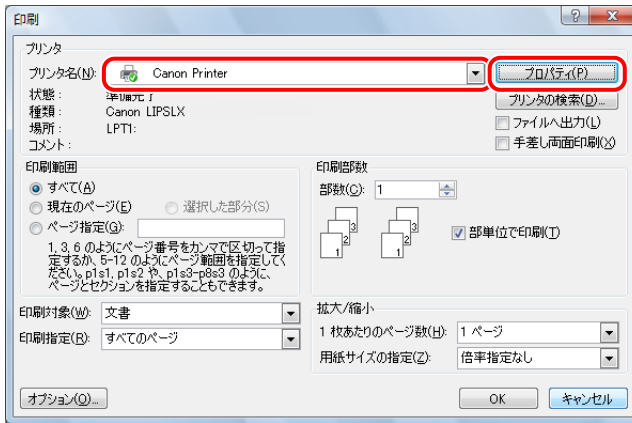 印刷
プリンタ
プリンタ名(N): Canon Printer プロパティ(P)
状態: 準備完了 プリンタの検索(D)...
種類: Canon LIPSLX
場所: LPT1: ファイルへ出力(L)
コメント: 手差し両面印刷(X)
印刷範囲
すべて(A)
現在のページ(E) 選択した部分(S)
ページ指定(G):
1, 3, 6 のようにページ番号をカンマで区切って指
定するか、5-12 のようにページ範囲を指定してく
ださい。p1s1, p1s2 や、p1s3-p8s3 のように、
ページとセクションを指定することもできます。
印刷部数
部数(C): 1
3 3
2 2
1 1
部単位で印刷(T)
印刷対象(W): 文書
印刷指定(R): すべてのページ
拡大/縮小
1 枚あたりのページ数(H): 1 ページ
用紙サイズの指定(Z): 倍率指定なし
オプション(O)... OK キャンセル